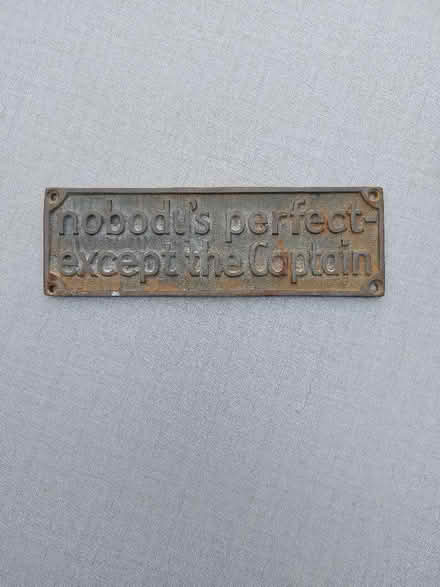 nobody's perfect-
except the Captain